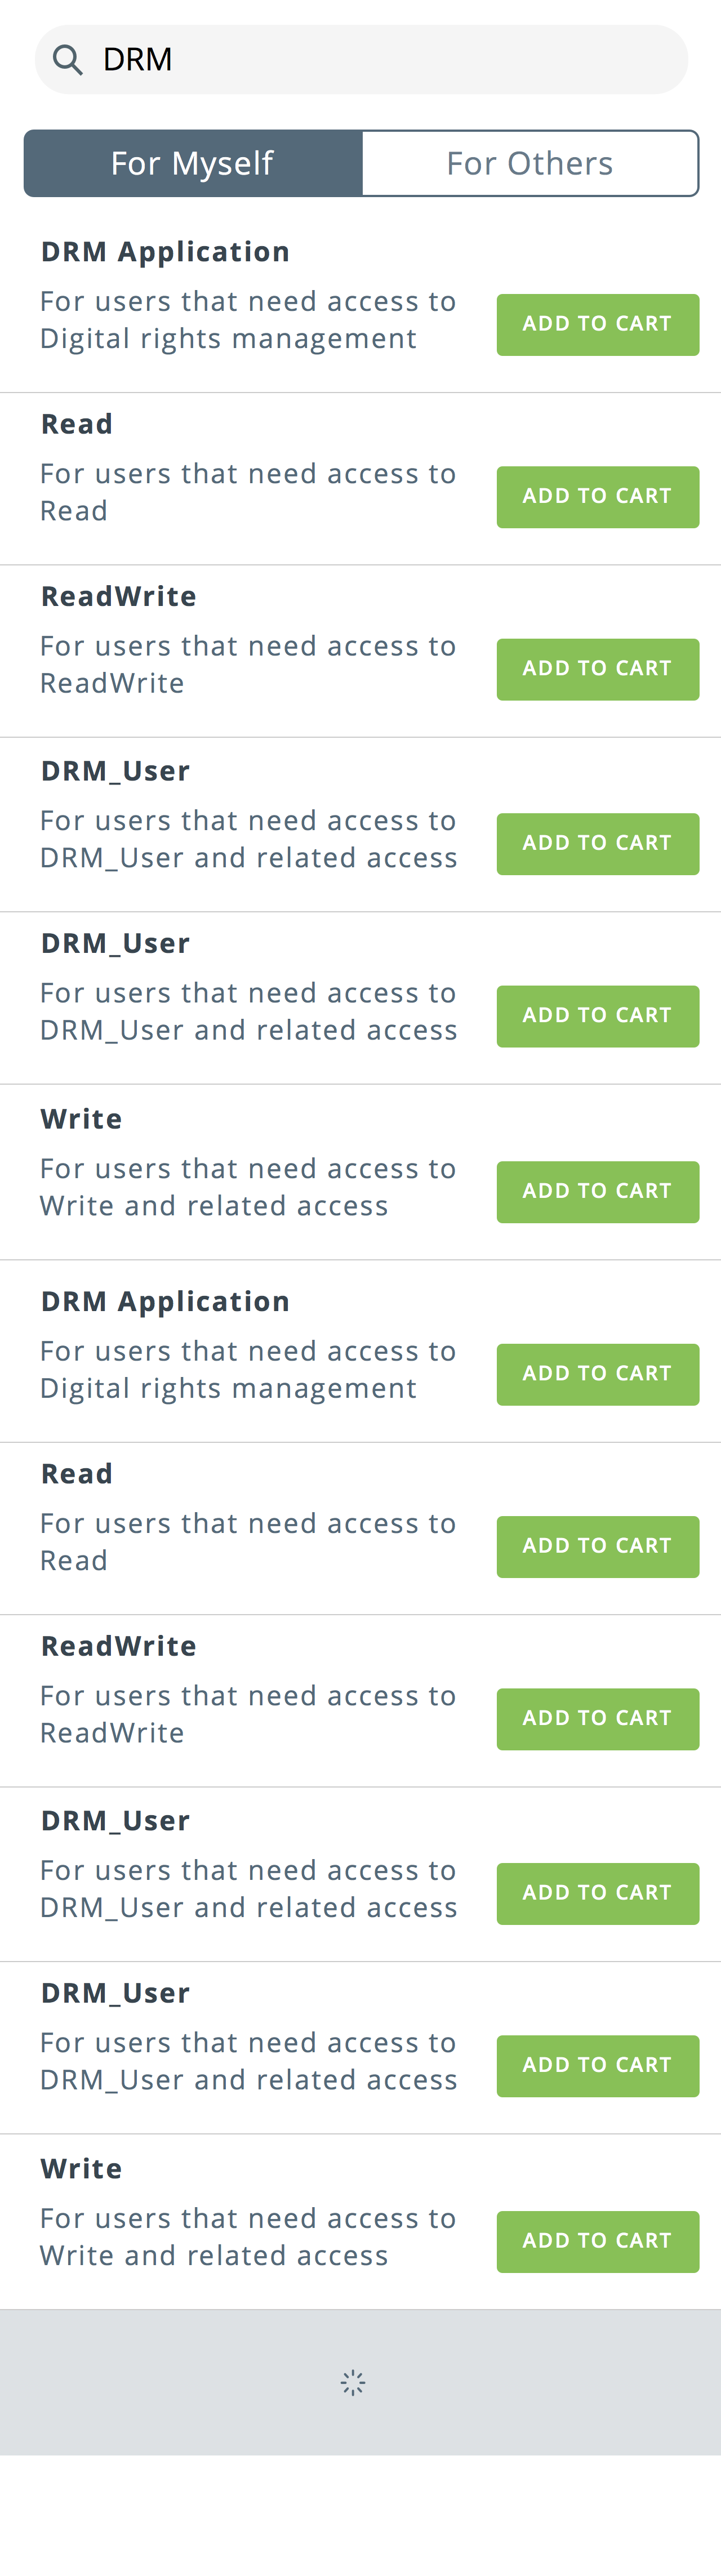 DRM
For Myself
For Others
DRM Application
For users that need access to
Digital rights management
ADD TO CART
Read
For users that need access to
Read
ADD TO CART
ReadWrite
For users that need access to
ReadWrite
ADD TO CART
DRM_User
For users that need access to
DRM_User and related access
ADD TO CART
DRM_User
For users that need access to
DRM_User and related access
ADD TO CART
Write
For users that need access to
Write and related access
ADD TO CART
DRM Application
For users that need access to
Digital rights management
ADD TO CART
Read
For users that need access to
Read
ADD TO CART
ReadWrite
For users that need access to
ReadWrite
ADD TO CART
DRM_User
For users that need access to
DRM_User and related access
ADD TO CART
DRM_User
For users that need access to
DRM_User and related access
ADD TO CART
Write
For users that need access to
Write and related access
ADD TO CART